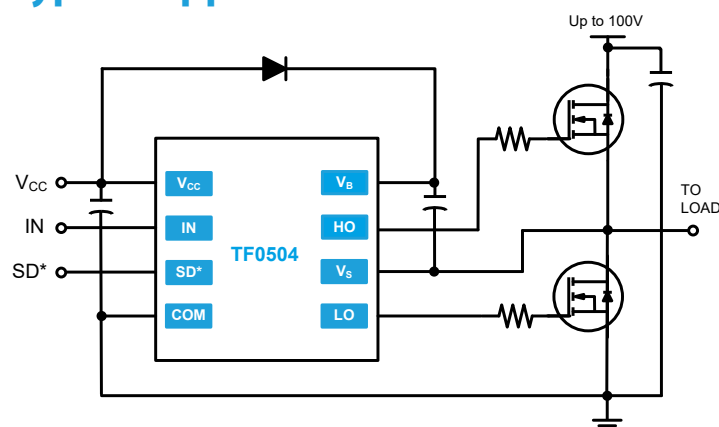 Up to 100V
VCC
IN
SD*
VCC
IN
SD*
COM
TF0504
VB
HO
VS
LO
TO
LOAD